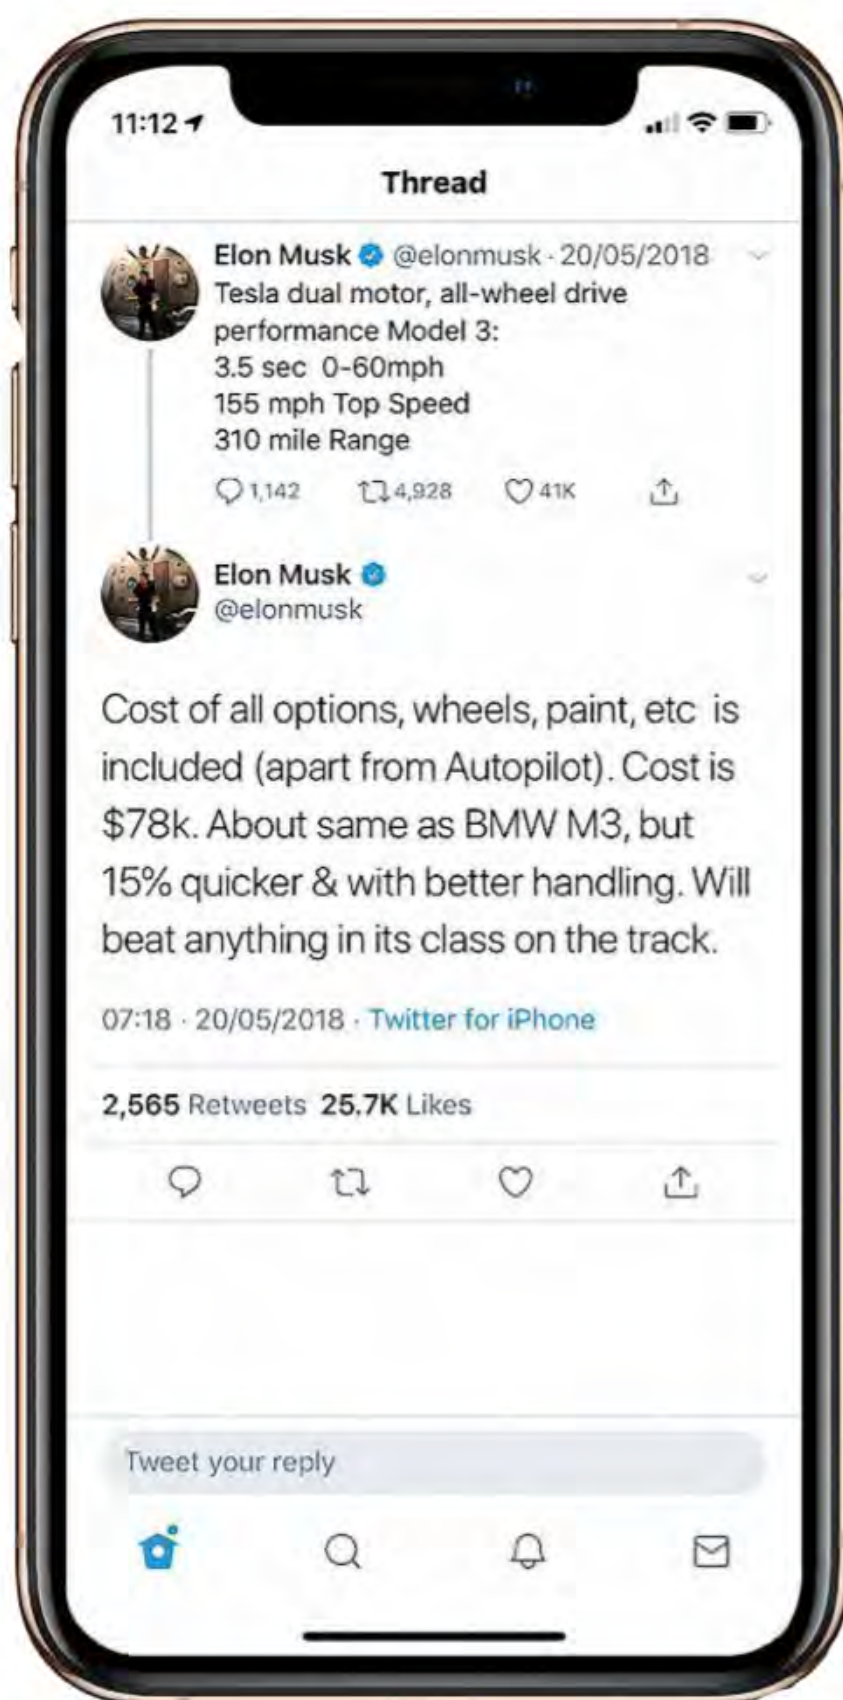 11:12
Thread
Elon Musk @elonmusk · 20/05/2018
Tesla dual motor, all-wheel drive
performance Model 3:
3.5 sec  0-60mph
155 mph Top Speed
310 mile Range
1,142 4,928 41K
Elon Musk
@elonmusk
Cost of all options, wheels, paint, etc  is
included (apart from Autopilot). Cost is
$78k. About same as BMW M3, but
15% quicker & with better handling. Will
beat anything in its class on the track.
07:18 · 20/05/2018 · Twitter for iPhone
2,565 Retweets  25.7K Likes
Tweet your reply